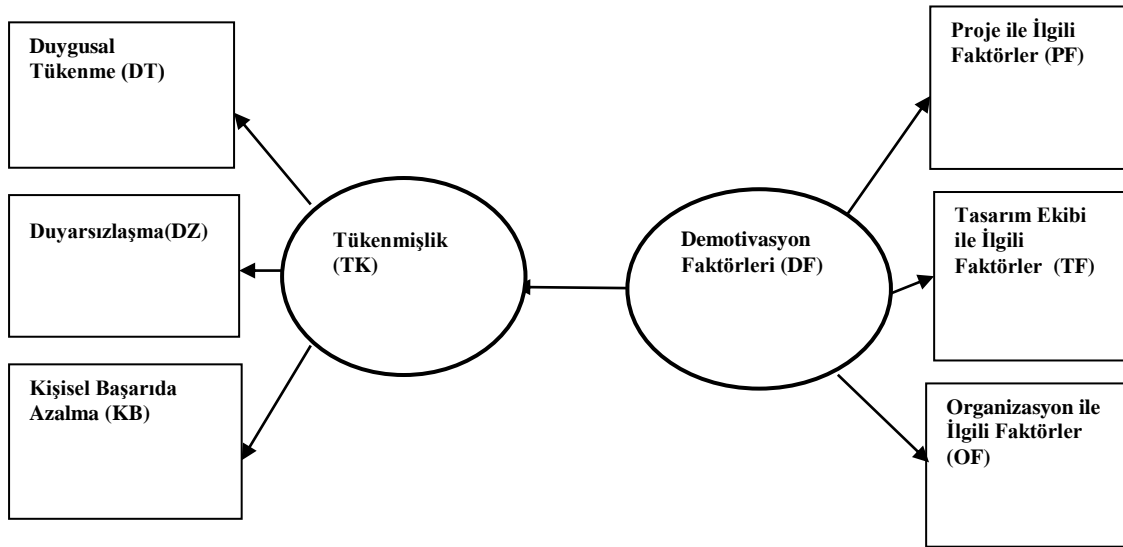 Duygusal
Tükenme (DT)
Duyarsızlaşma(DZ)
Kişisel Başarıda
Azalma (KB)
Tükenmişlik
(TK)
Demotivasyon
Faktörleri (DF)
Proje ile İlgili
Faktörler (PF)
Tasarım Ekibi
ile İlgili
Faktörler (TF)
Organizasyon ile
İlgili Faktörler
(OF)